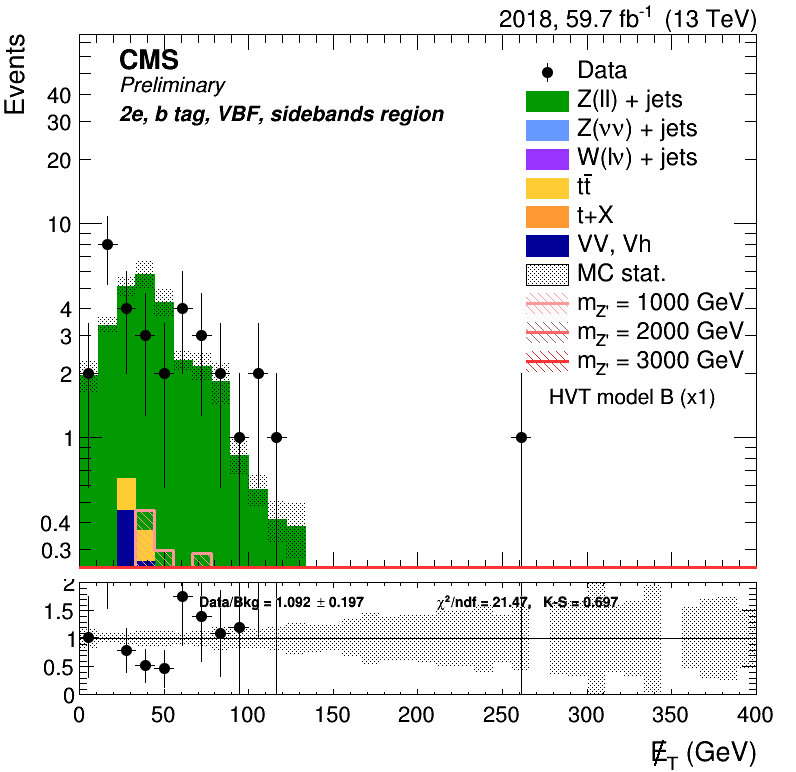 2018, 59.7 fb⁻¹ (13 TeV)
Events
CMS
Preliminary
2e, b tag, VBF, sidebands region
Data
Z(ll) + jets
Z(νν) + jets
W(lν) + jets
tt̄
t+X
VV, Vh
MC stat.
m_Z' = 1000 GeV
m_Z' = 2000 GeV
m_Z' = 3000 GeV
HVT model B (x1)
40
30
20
10
4
3
2
1
0.4
0.3
Data/Bkg = 1.092 ± 0.197
χ²/ndf = 21.47, K-S = 0.697
2
1.5
1
0.5
0
0 50 100 150 200 250 300 350 400
E̸_T (GeV)